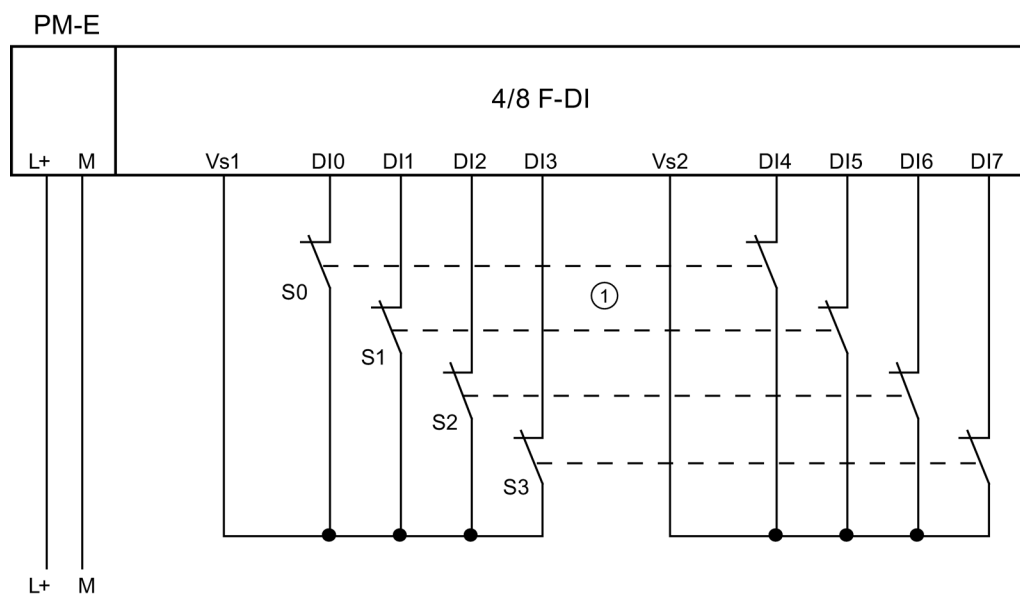 PM-E
4/8 F-DI
L+ M Vs1 DI0 DI1 DI2 DI3 Vs2 DI4 DI5 DI6 DI7
S0
1
S1
S2
S3
L+ M